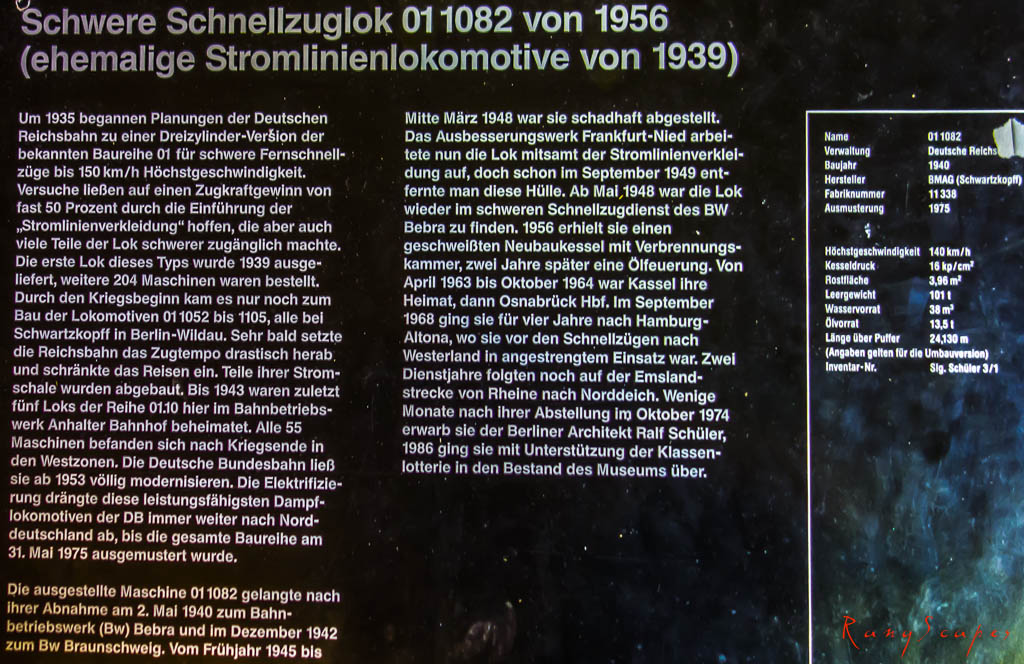 Schwere Schnellzuglok 01 1082 von 1956
(ehemalige Stromlinienlokomotive von 1939)
Um 1935 begannen Planungen der Deutschen
Reichsbahn zu einer Dreizylinder-Version der
bekannten Baureihe 01 für schwere Fernschnell-
züge bis 150 km/h Höchstgeschwindigkeit.
Versuche ließen auf einen Zugkraftgewinn von
fast 50 Prozent durch die Einführung der
„Stromlinienverkleidung" hoffen, die aber auch
viele Teile der Lok schwerer zugänglich machte.
Die erste Lok dieses Typs wurde 1939 ausge-
liefert, weitere 204 Maschinen waren bestellt.
Durch den Kriegsbeginn kam es nur noch zum
Bau der Lokomotiven 01 1052 bis 1105, alle bei
Schwartzkopff in Berlin-Wildau. Sehr bald setzte
die Reichsbahn das Zugtempo drastisch herab
und schränkte das Reisen ein. Teile ihrer Strom-
schale wurden abgebaut. Bis 1943 waren zuletzt
fünf Loks der Reihe 01.10 hier im Bahnbetriebs-
werk Anhalter Bahnhof beheimatet. Alle 55
Maschinen befanden sich nach Kriegsende in
den Westzonen. Die Deutsche Bundesbahn ließ
sie ab 1953 völlig modernisieren. Die Elektrifizie-
rung drängte diese leistungsfähigsten Dampf-
lokomotiven der DB immer weiter nach Nord-
deutschland ab, bis die gesamte Baureihe am
31. Mai 1975 ausgemustert wurde.
Die ausgestellte Maschine 01 1082 gelangte nach
ihrer Abnahme am 2. Mai 1940 zum Bahn-
betriebswerk (Bw) Bebra und im Dezember 1942
zum Bw Braunschweig. Vom Frühjahr 1945 bis
Mitte März 1948 war sie schadhaft abgestellt.
Das Ausbesserungswerk Frankfurt-Nied arbei-
tete nun die Lok mitsamt der Stromlinienverklei-
dung auf, doch schon im September 1949 ent-
fernte man diese Hülle. Ab Mai 1948 war die Lok
wieder im schweren Schnellzugdienst des BW
Bebra zu finden. 1956 erhielt sie einen
geschweißten Neubaukessel mit Verbrennungs-
kammer, zwei Jahre später eine Ölfeuerung. Von
April 1963 bis Oktober 1964 war Kassel ihre
Heimat, dann Osnabrück Hbf. Im September
1968 ging sie für vier Jahre nach Hamburg-
Altona, wo sie vor den Schnellzügen nach
Westerland in angestrengtem Einsatz war. Zwei
Dienstjahre folgten noch auf der Emsland-
strecke von Rheine nach Norddeich. Wenige
Monate nach ihrer Abstellung im Oktober 1974
erwarb sie der Berliner Architekt Ralf Schüler,
1986 ging sie mit Unterstützung der Klassen-
lotterie in den Bestand des Museums über.
Name 01 1082
Verwaltung Deutsche Reichs
Baujahr 1940
Hersteller BMAG (Schwartzkopff)
Fabriknummer 11 338
Ausmusterung 1975
Höchstgeschwindigkeit 140 km/h
Kesseldruck 16 kp/cm²
Rostfläche 3,96 m²
Leergewicht 101 t
Wasservorrat 38 m³
Ölvorrat 13,5 t
Länge über Puffer 24,130 m
(Angaben gelten für die Umbauversion)
Inventar-Nr. Slg. Schüler 3/1